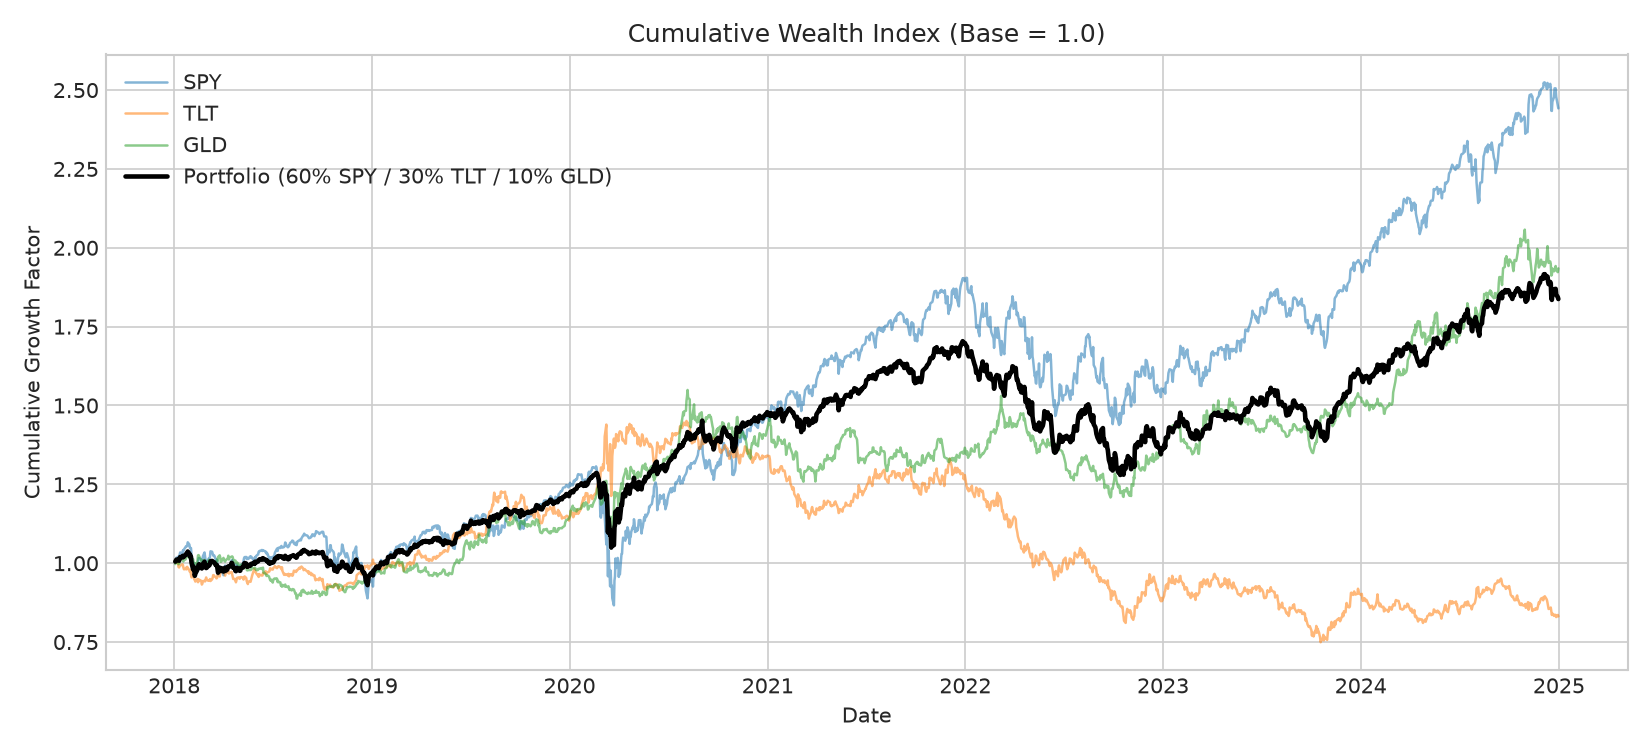 Cumulative Wealth Index (Base = 1.0)
SPY
TLT
GLD
Portfolio (60% SPY / 30% TLT / 10% GLD)
Cumulative Growth Factor
2.50
2.25
2.00
1.75
1.50
1.25
1.00
0.75
2018 2019 2020 2021 2022 2023 2024 2025
Date